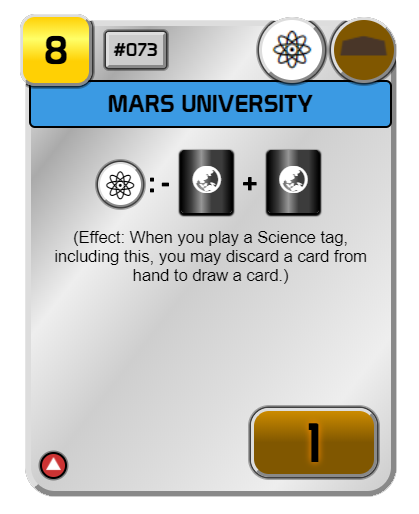 8
#073
MARS UNIVERSITY
: - +
(Effect: When you play a Science tag,
including this, you may discard a card from
hand to draw a card.)
1